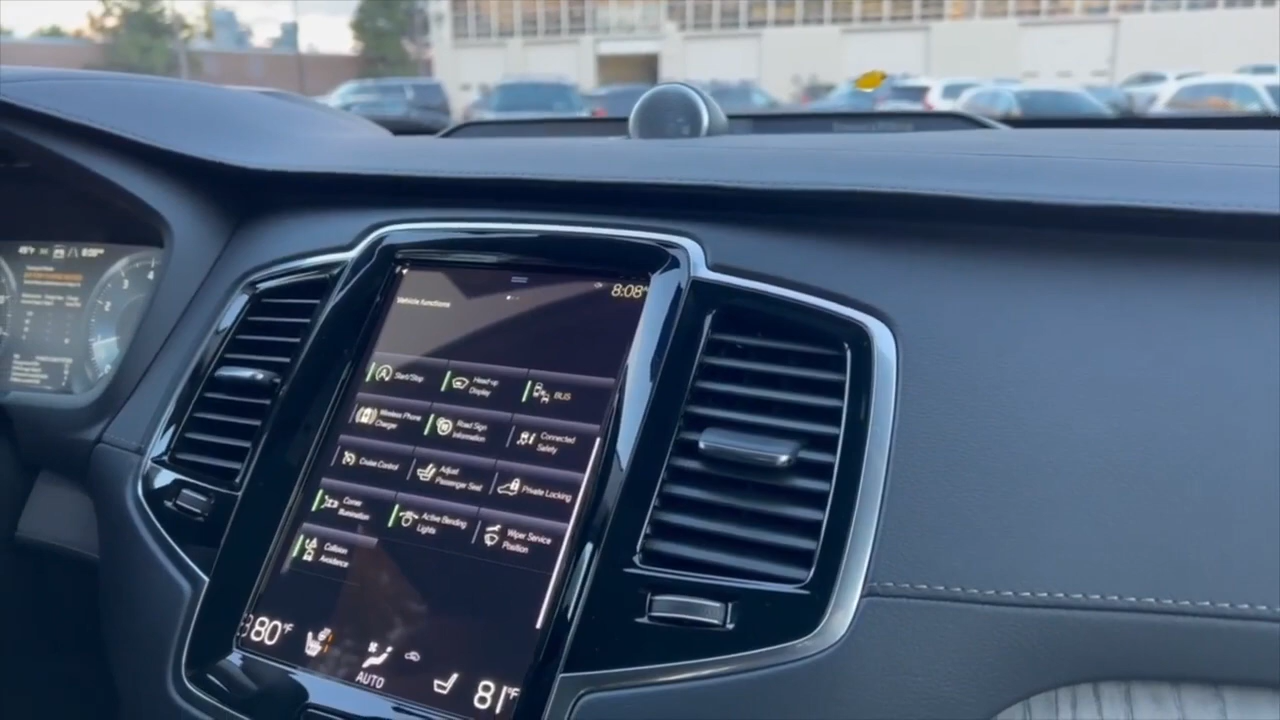 8:08
Vehicle functions
Start/Stop
Head-up
Display
BLIS
Wireless Phone
Charger
Road Sign
Information
Connected
Safety
Cruise Control
Adjust
Passenger Seat
Private Locking
Corner
Illumination
Active Bending
Lights
Wiper Service
Position
Collision
Avoidance
80°F
AUTO
81°F